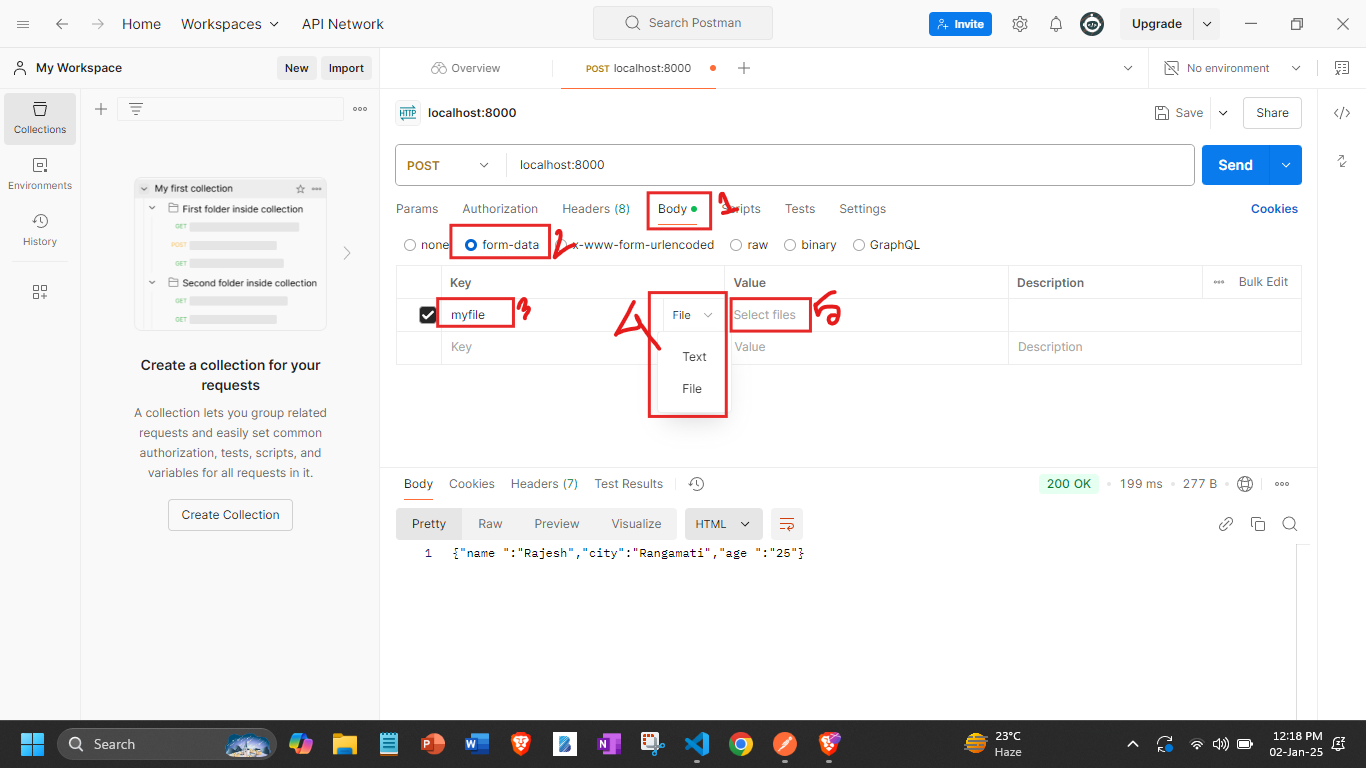 Home Workspaces API Network Search Postman Invite Upgrade
My Workspace New Import Overview POST localhost:8000 No environment
Collections
Environments
History
My first collection
First folder inside collection
GET
POST
GET
Second folder inside collection
GET
GET
Create a collection for your
requests
A collection lets you group related
requests and easily set common
authorization, tests, scripts, and
variables for all requests in it.
Create Collection
HTTP localhost:8000 Save Share
POST localhost:8000 Send
Params Authorization Headers (8) Body 1 Scripts Tests Settings Cookies
none form-data 2 x-www-form-urlencoded raw binary GraphQL
Key Value Description Bulk Edit
myfile 3 4 File Select files 5
Key Text Value Description
File
Body Cookies Headers (7) Test Results 200 OK 199 ms 277 B
Pretty Raw Preview Visualize HTML
1 {"name ":"Rajesh","city":"Rangamati","age ":"25"}
Search 23°C
Haze
12:18 PM
02-Jan-25